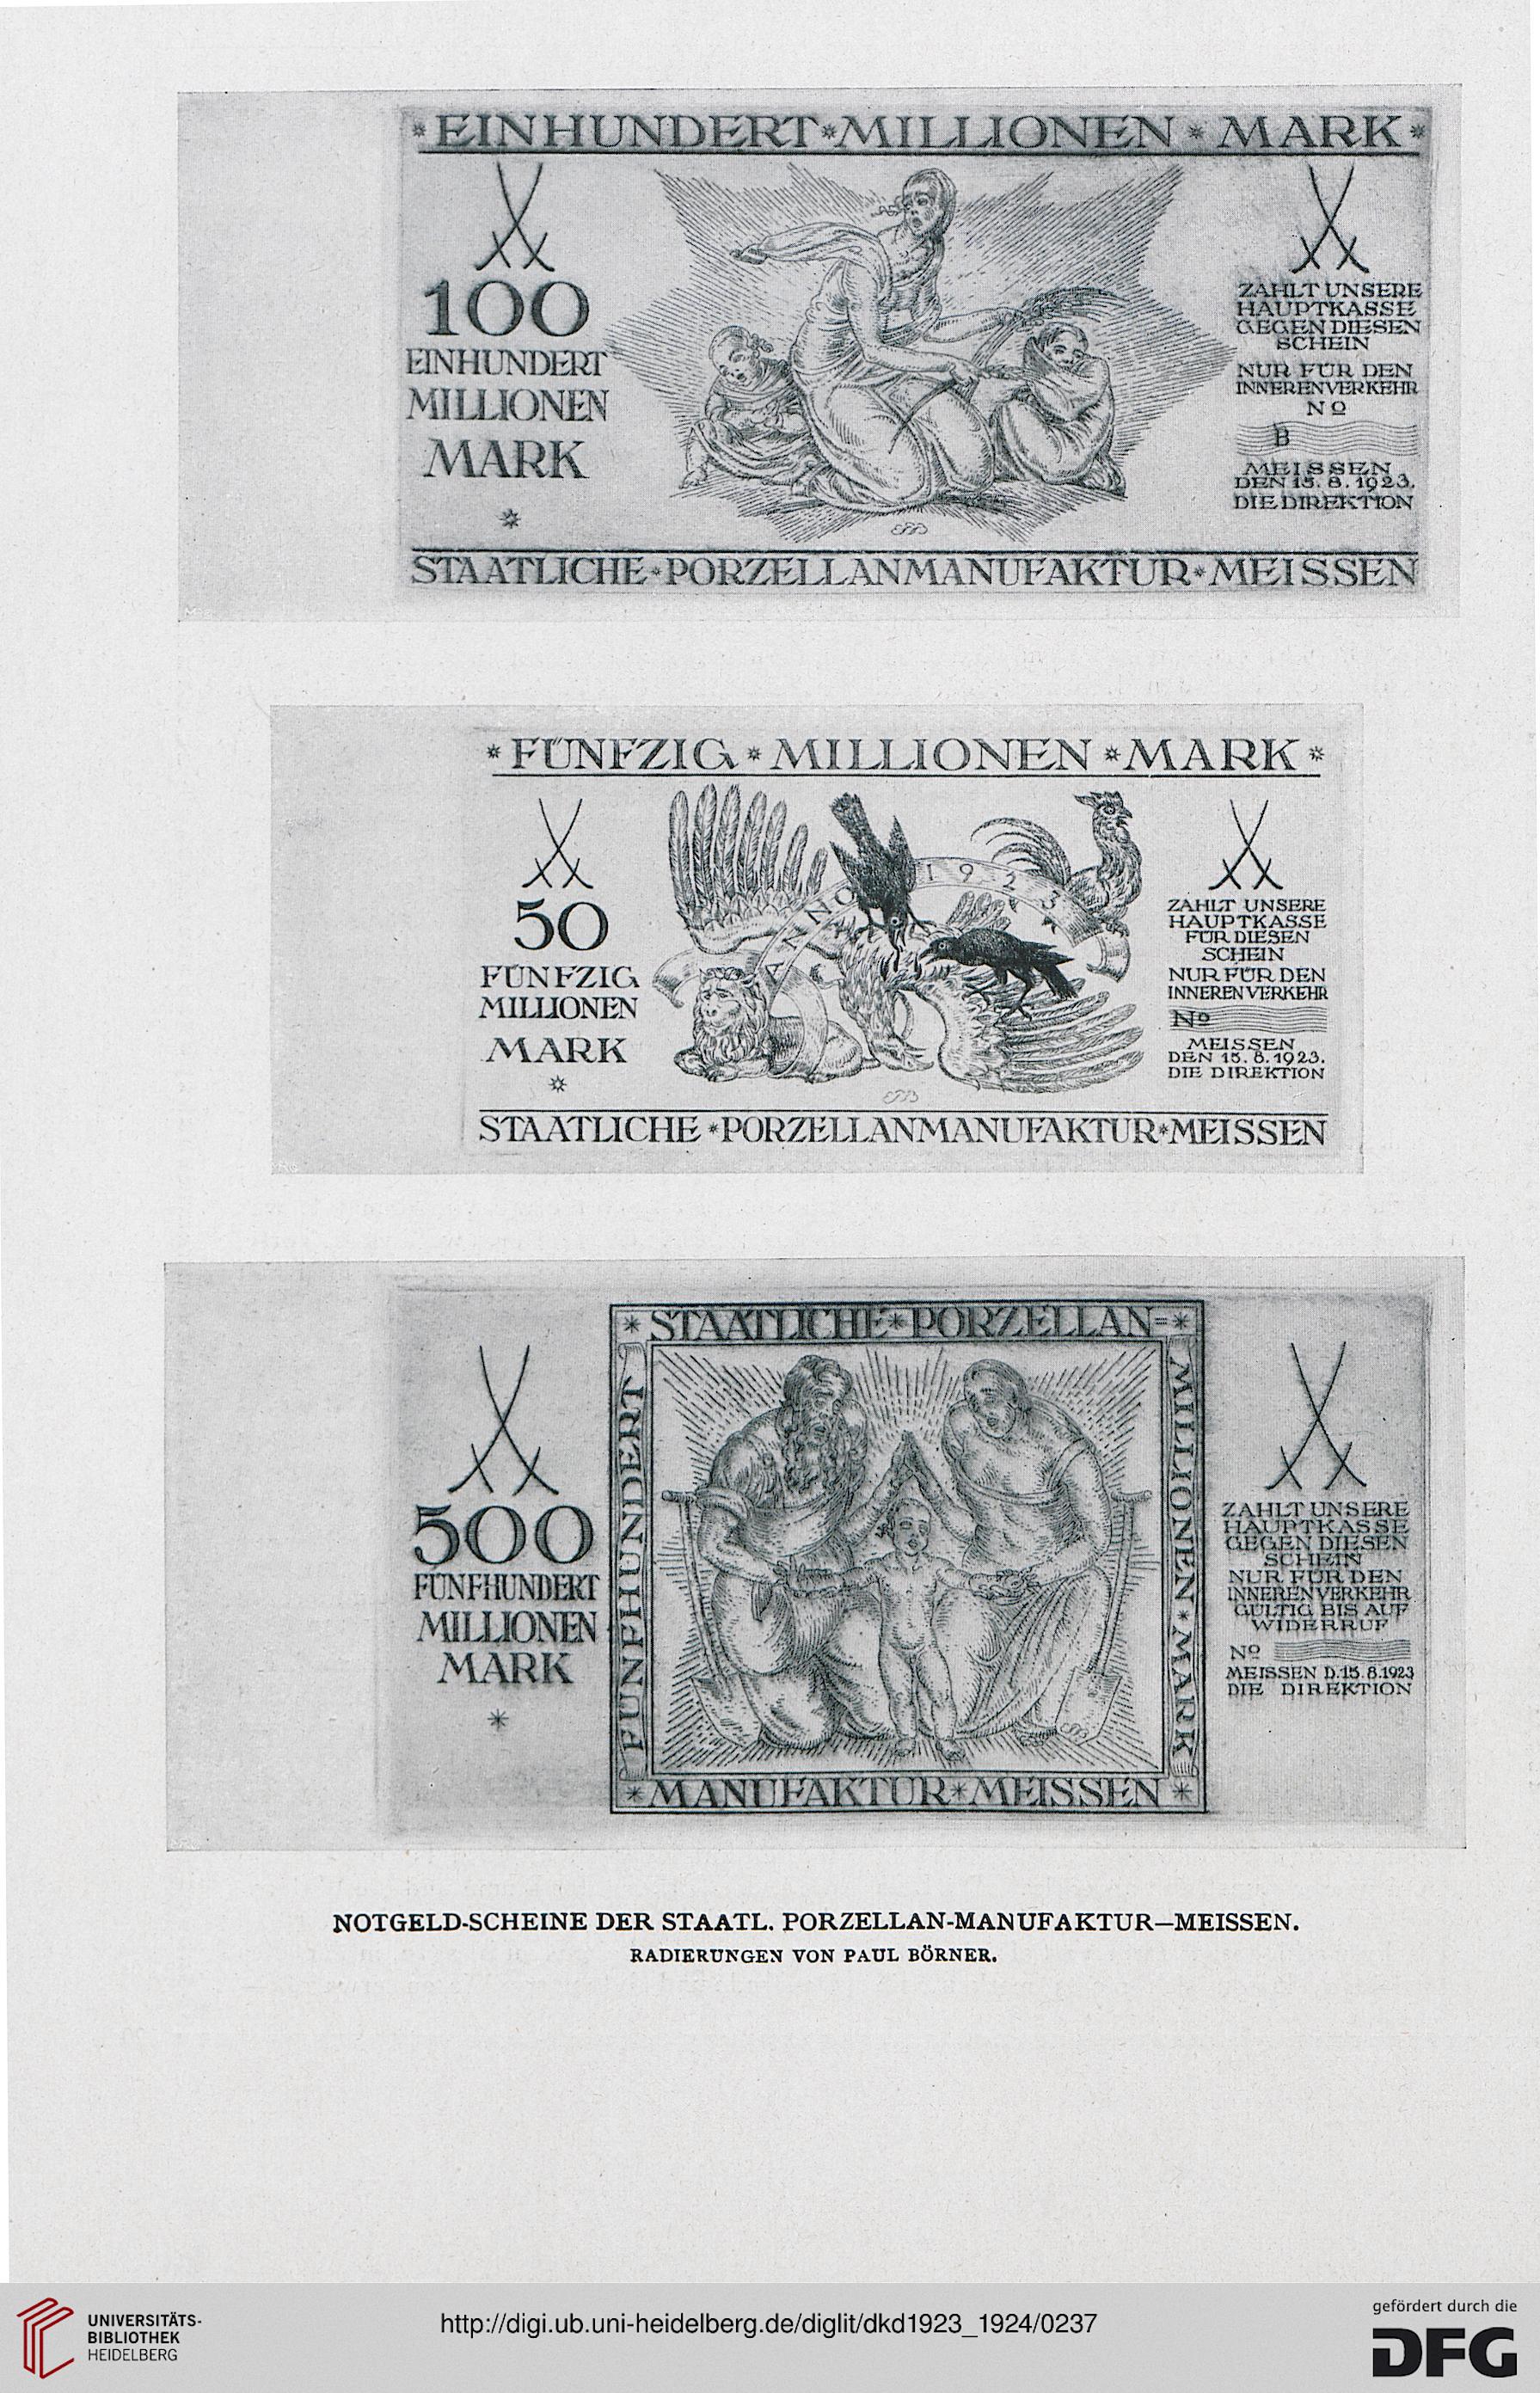 * EINHUNDERT * MILLIONEN * MARK *
100
EINHUNDERT
MILLIONEN
MARK
*
ZAHLT UNSERE
HAUPTKASSE
GEGEN DIESEN
SCHEIN
NUR FÜR DEN
INNEREN VERKEHR
No
B
MEISSEN
DEN 15. 8. 1923.
DIE DIREKTION
STAATLICHE * PORZELLANMANUFAKTUR * MEISSEN
* FÜNFZIG * MILLIONEN * MARK *
50
FÜNFZIG
MILLIONEN
MARK
*
ANNO 1923
ZAHLT UNSERE
HAUPTKASSE
FÜR DIESEN
SCHEIN
NUR FÜR DEN
INNEREN VERKEHR
No
MEISSEN
DEN 15. 8. 1923.
DIE DIREKTION
STAATLICHE * PORZELLANMANUFAKTUR * MEISSEN
* STAATLICHE * PORZELLAN= *
500
FÜNFHUNDERT
MILLIONEN
MARK
*
FÜNFHUNDERT
MILLIONEN * MARK
ZAHLT UNSERE
HAUPTKASSE
GEGEN DIESEN
SCHEIN
NUR FÜR DEN
INNEREN VERKEHR
GÜLTIG BIS AUF
WIDERRUF
No
MEISSEN D. 15. 8. 1923
DIE DIREKTION
* MANUFAKTUR * MEISSEN *
NOTGELD-SCHEINE DER STAATL. PORZELLAN-MANUFAKTUR—MEISSEN.
RADIERUNGEN VON PAUL BÖRNER.
UNIVERSITÄTS-
BIBLIOTHEK
HEIDELBERG
http://digi.ub.uni-heidelberg.de/diglit/dkd1923_1924/0237
gefördert durch die
DFG